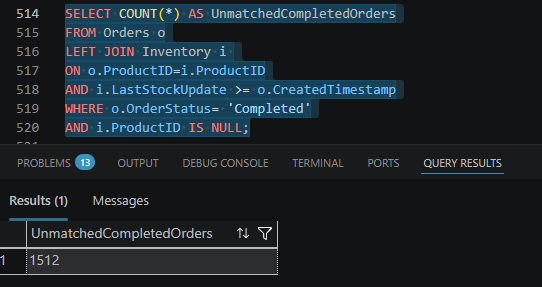 514 SELECT COUNT(*) AS UnmatchedCompletedOrders
515 FROM Orders o
516 LEFT JOIN Inventory i
517 ON o.ProductID=i.ProductID
518 AND i.LastStockUpdate >= o.CreatedTimestamp
519 WHERE o.OrderStatus= 'Completed'
520 AND i.ProductID IS NULL;
PROBLEMS 13 OUTPUT DEBUG CONSOLE TERMINAL PORTS QUERY RESULTS
Results (1) Messages
UnmatchedCompletedOrders
1 1512